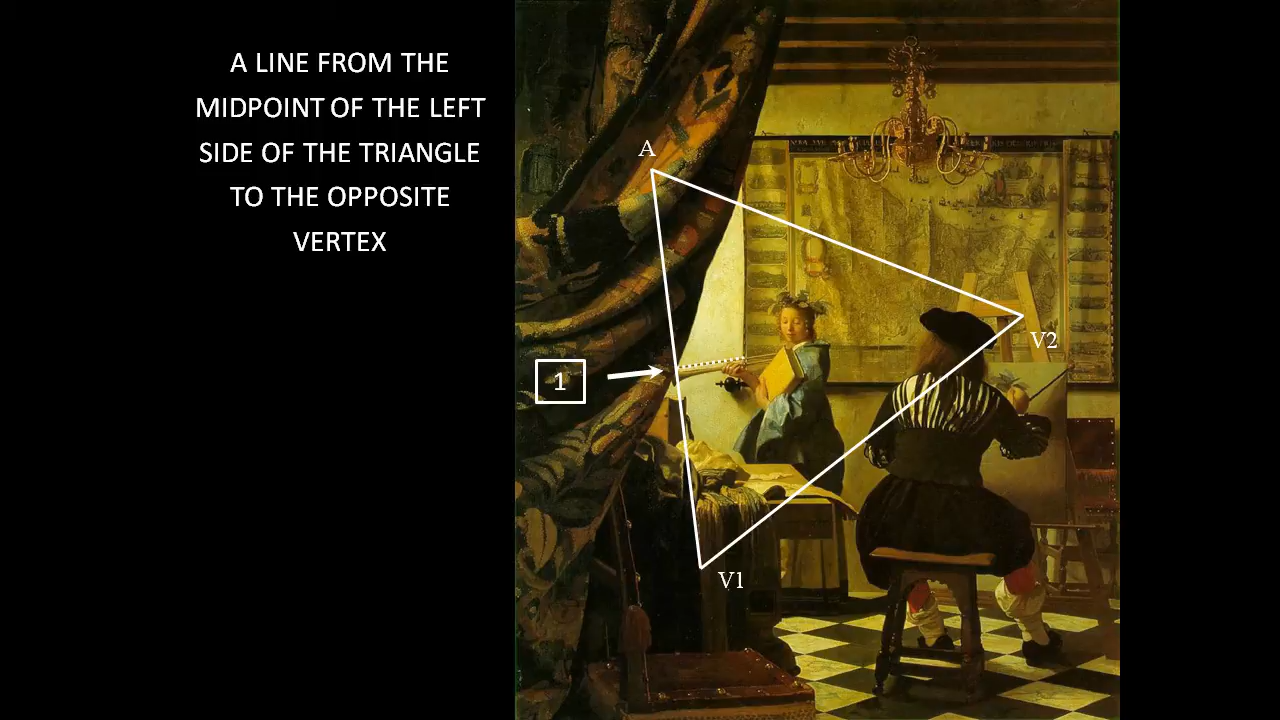 A LINE FROM THE
MIDPOINT OF THE LEFT
SIDE OF THE TRIANGLE
TO THE OPPOSITE
VERTEX
A
V2
1
V1